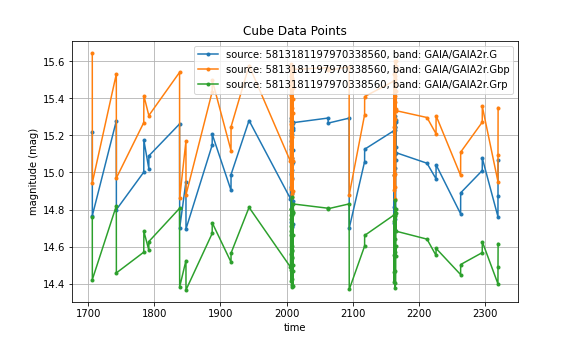 Cube Data Points
source: 5813181197970338560, band: GAIA/GAIA2r.G
source: 5813181197970338560, band: GAIA/GAIA2r.Gbp
source: 5813181197970338560, band: GAIA/GAIA2r.Grp
magnitude (mag)
15.6
15.4
15.2
15.0
14.8
14.6
14.4
1700 1800 1900 2000 2100 2200 2300
time